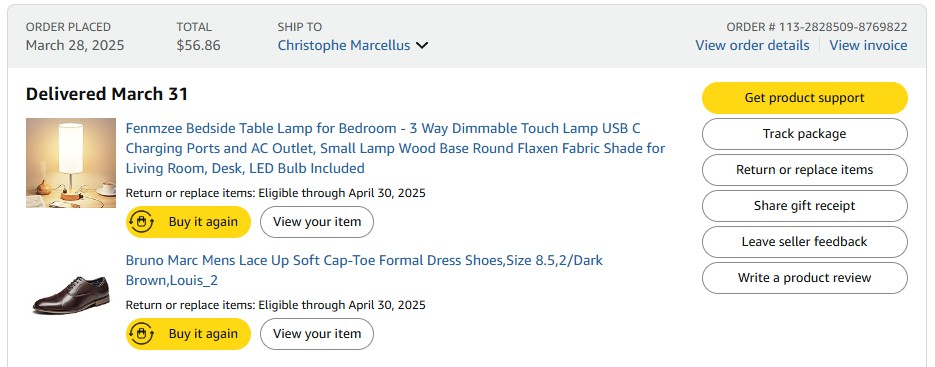 ORDER PLACED
March 28, 2025
TOTAL
$56.86
SHIP TO
Christophe Marcellus
ORDER # 113-2828509-8769822
View order details
View invoice
Delivered March 31
Fenmzee Bedside Table Lamp for Bedroom - 3 Way Dimmable Touch Lamp USB C
Charging Ports and AC Outlet, Small Lamp Wood Base Round Flaxen Fabric Shade for
Living Room, Desk, LED Bulb Included
Return or replace items: Eligible through April 30, 2025
Buy it again
View your item
Bruno Marc Mens Lace Up Soft Cap-Toe Formal Dress Shoes,Size 8.5,2/Dark
Brown,Louis_2
Return or replace items: Eligible through April 30, 2025
Buy it again
View your item
Get product support
Track package
Return or replace items
Share gift receipt
Leave seller feedback
Write a product review